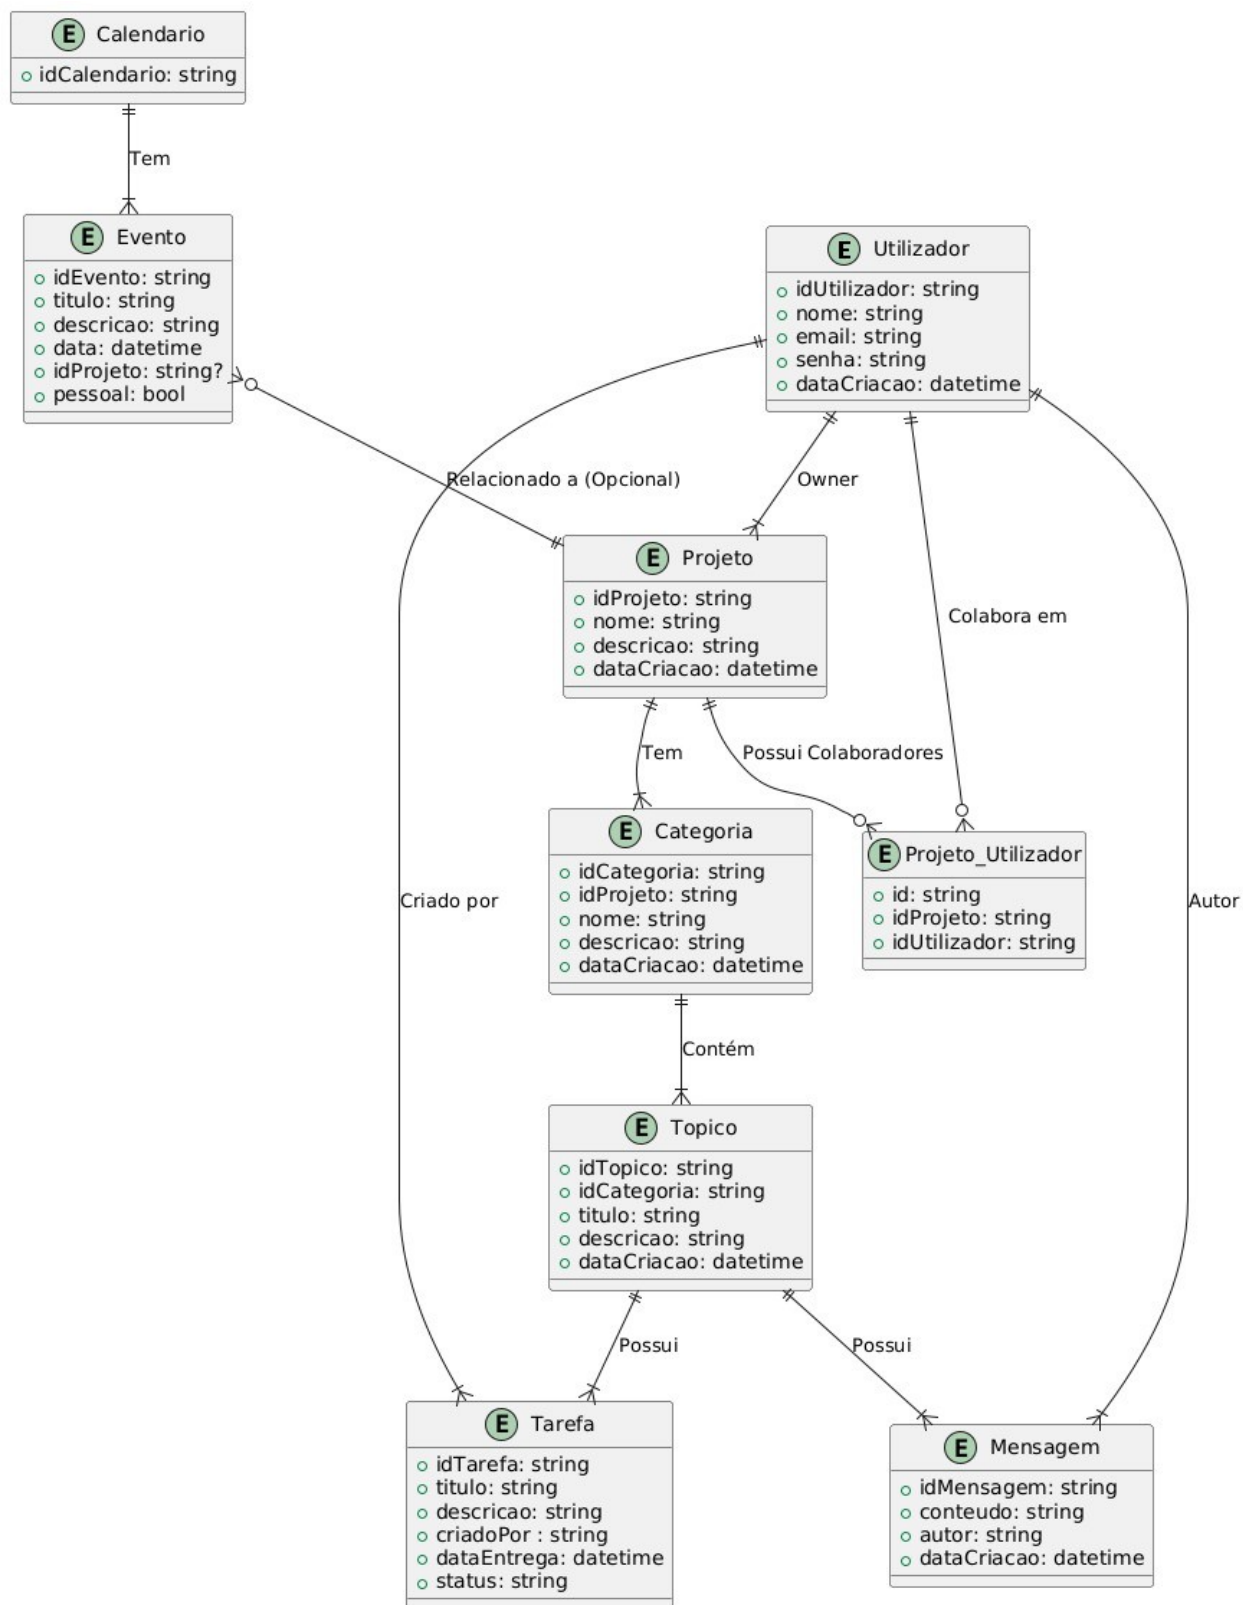 E Calendario
idCalendario: string
Tem
E Evento
idEvento: string
titulo: string
descricao: string
data: datetime
idProjeto: string?
pessoal: bool
E Utilizador
idUtilizador: string
nome: string
email: string
senha: string
dataCriacao: datetime
Relacionado a (Opcional)
Owner
E Projeto
idProjeto: string
nome: string
descricao: string
dataCriacao: datetime
Colabora em
Tem
Possui Colaboradores
E Categoria
idCategoria: string
idProjeto: string
nome: string
descricao: string
dataCriacao: datetime
E Projeto_Utilizador
id: string
idProjeto: string
idUtilizador: string
Criado por
Autor
Contém
E Topico
idTopico: string
idCategoria: string
titulo: string
descricao: string
dataCriacao: datetime
Possui
Possui
E Tarefa
idTarefa: string
titulo: string
descricao: string
criadoPor : string
dataEntrega: datetime
status: string
E Mensagem
idMensagem: string
conteudo: string
autor: string
dataCriacao: datetime